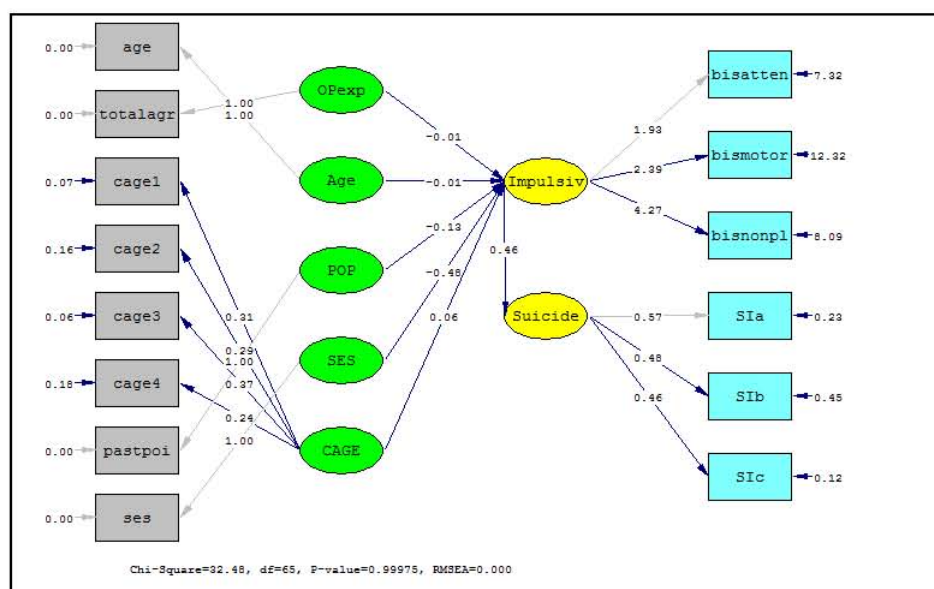 age
0.00
totalagr
0.00
cage1
0.07
cage2
0.16
cage3
0.06
cage4
0.18
pastpoi
0.00
ses
0.00
OPexp
Age
POP
SES
CAGE
1.00
1.00
0.31
0.29
1.00
0.37
0.24
1.00
-0.01
-0.01
-0.13
-0.48
0.06
Impulsiv
0.46
Suicide
1.93
2.39
4.27
0.57
0.48
0.46
bisatten
7.32
bismotor
12.32
bisnonpl
8.09
SIa
0.23
SIb
0.45
SIc
0.12
Chi-Square=32.48, df=65, P-value=0.99975, RMSEA=0.000